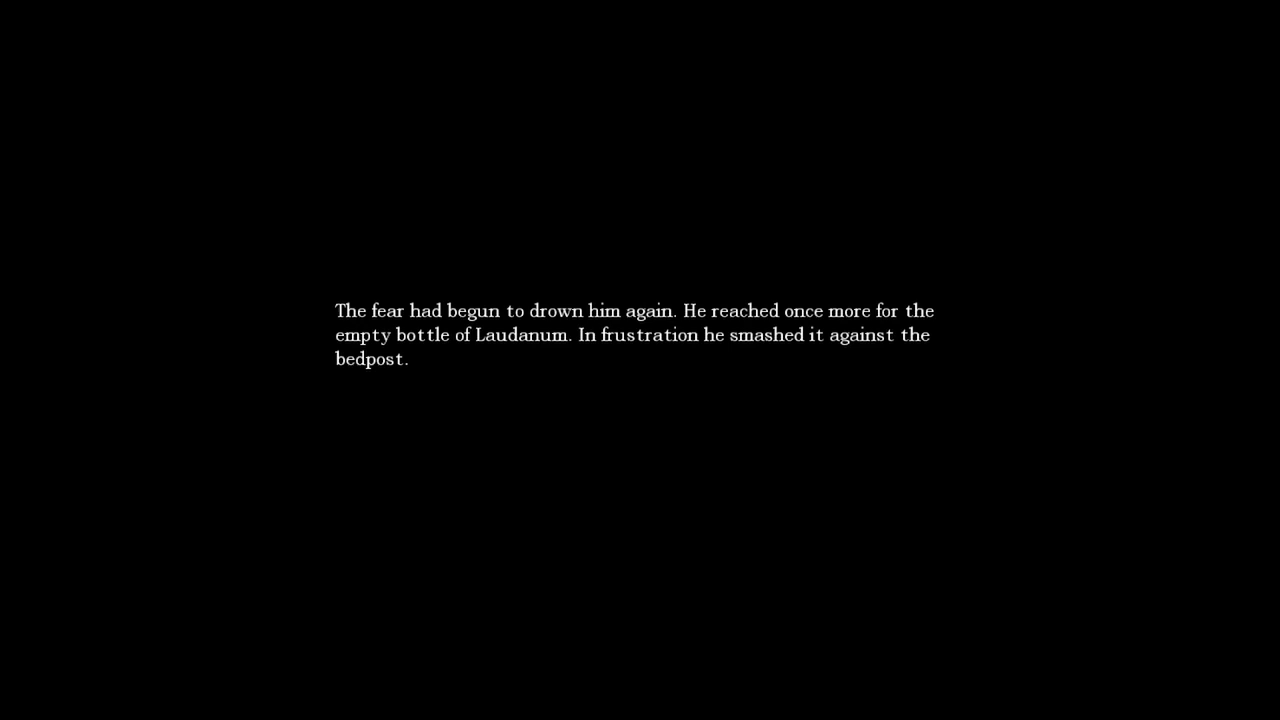 The fear had begun to drown him again. He reached once more for the
empty bottle of Laudanum. In frustration he smashed it against the
bedpost.